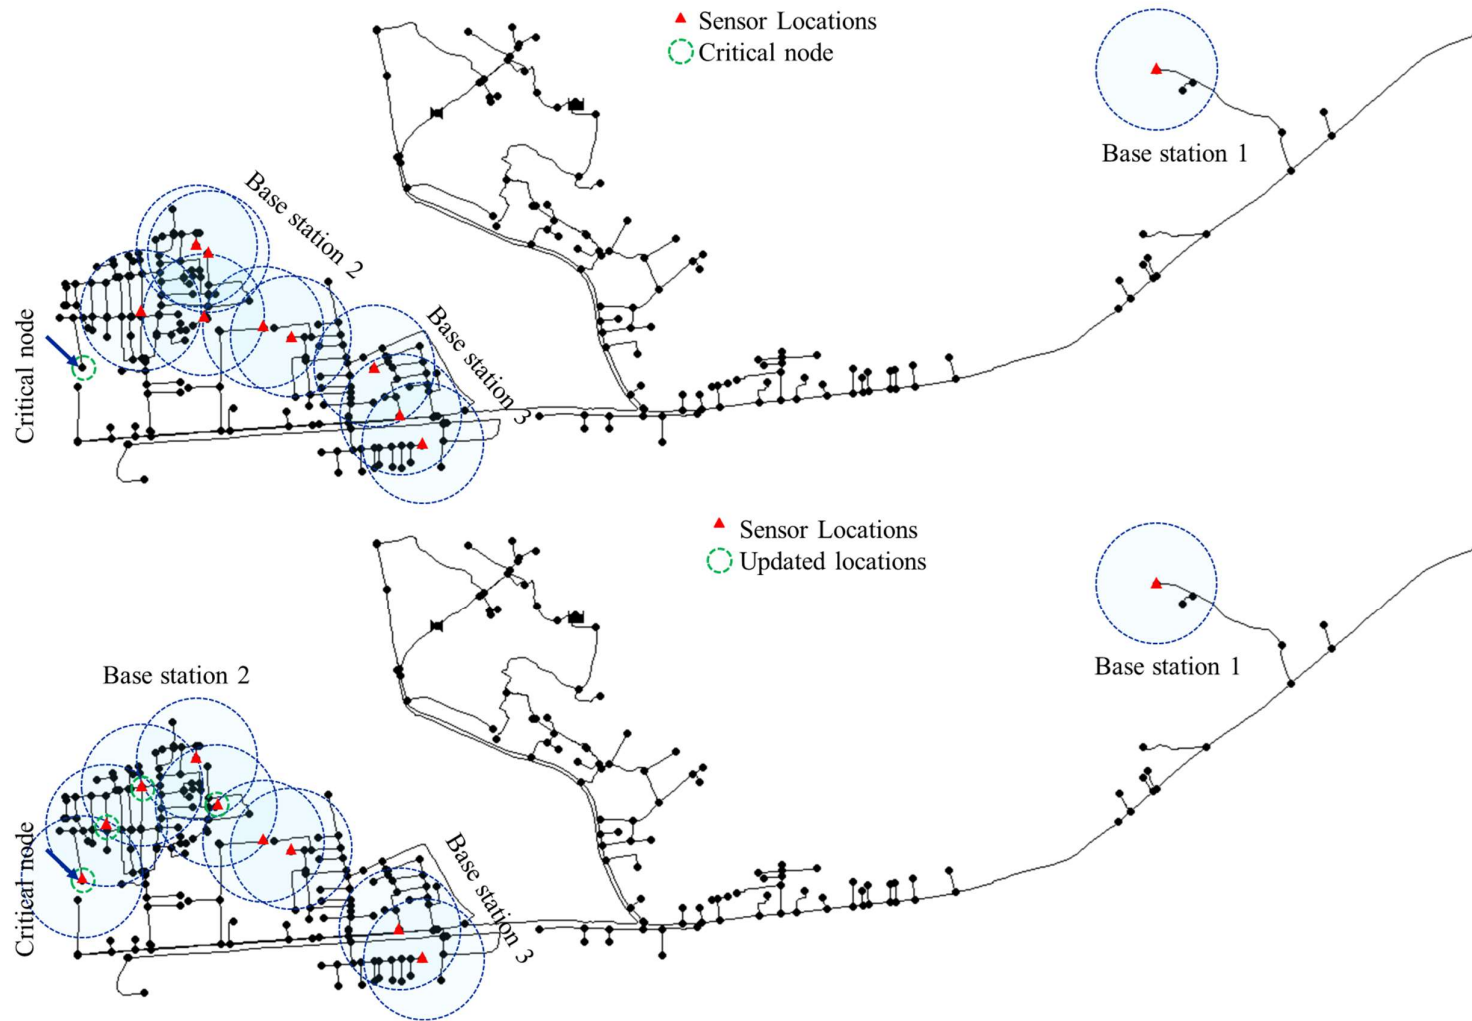 Sensor Locations
Critical node
Base station 1
Base station 2
Base station 3
Critical node
Sensor Locations
Updated locations
Base station 1
Base station 2
Base station 3
Critical node